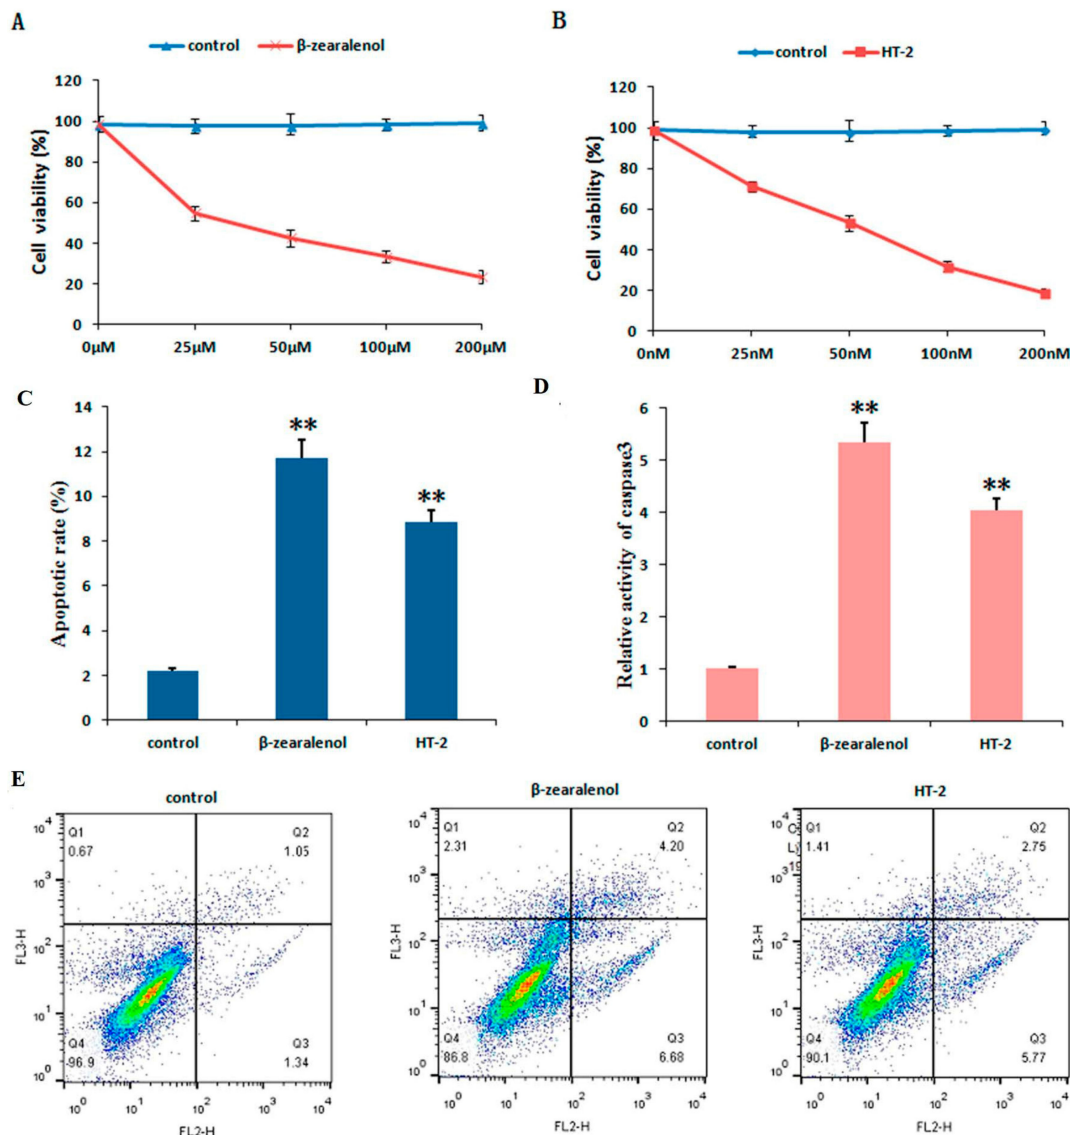 A
control β-zearalenol
120
100
80
60
40
20
0
Cell viability (%)
0μM 25μM 50μM 100μM 200μM
B
control HT-2
120
100
80
60
40
20
0
Cell viability (%)
0nM 25nM 50nM 100nM 200nM
C
14
12
10
8
6
4
2
0
Apoptotic rate (%)
** **
control β-zearalenol HT-2
D
6
5
4
3
2
1
0
Relative activity of caspase3
** **
control β-zearalenol HT-2
E
control
Q1 Q2
0.67 1.05
Q4 Q3
96.9 1.34
10⁴
10³
10²
10¹
10⁰
FL3-H
10⁰ 10¹ 10² 10³ 10⁴
FL2-H
β-zearalenol
Q1 Q2
2.31 4.20
Q4 Q3
86.8 6.68
10⁴
10³
10²
10¹
10⁰
FL3-H
10⁰ 10¹ 10² 10³ 10⁴
FL2-H
HT-2
Q1 Q2
1.41 2.75
Q4 Q3
90.1 5.77
10⁴
10³
10²
10¹
10⁰
FL3-H
10⁰ 10¹ 10² 10³ 10⁴
FL2-H